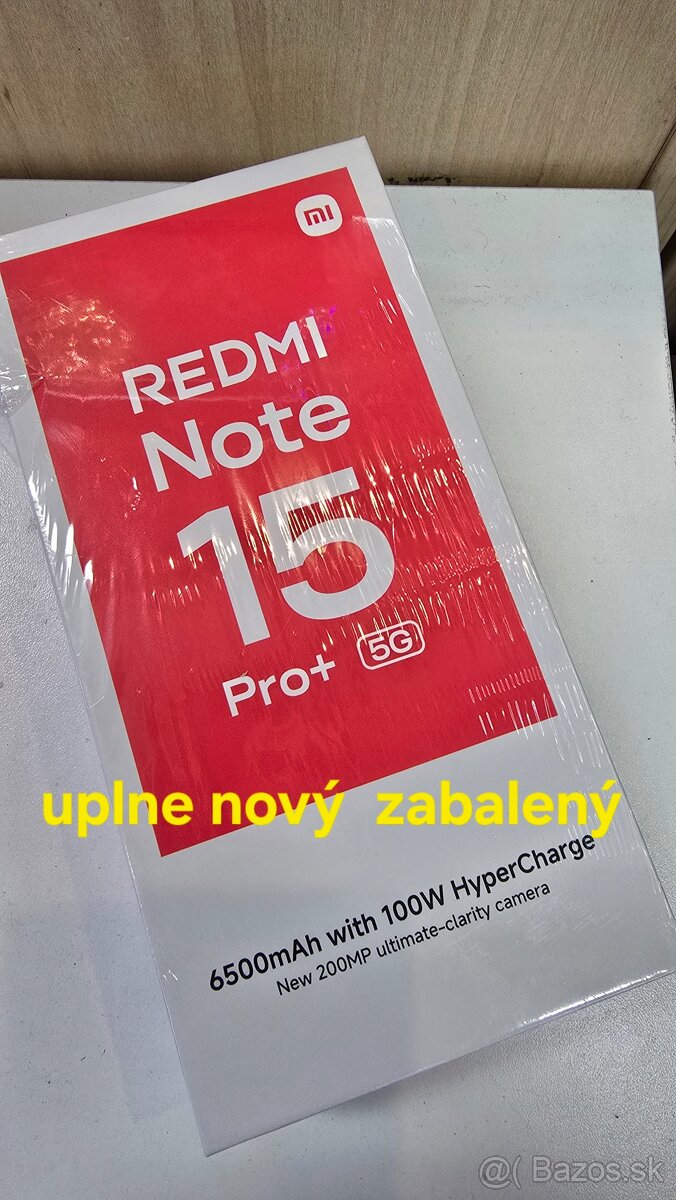 mi
REDMI
Note
15
Pro+ 5G
uplne nový zabalený
6500mAh with 100W HyperCharge
New 200MP ultimate-clarity camera
@( Bazos.sk